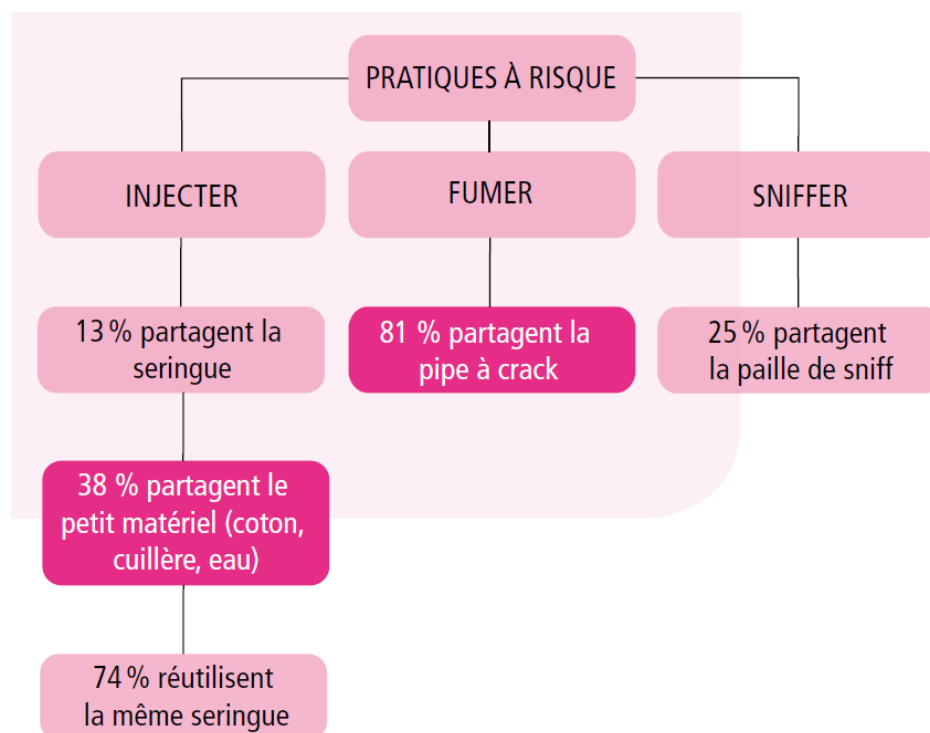 PRATIQUES À RISQUE
INJECTER
FUMER
SNIFFER
13 % partagent la
seringue
81 % partagent la
pipe à crack
25 % partagent
la paille de sniff
38 % partagent le
petit matériel (coton,
cuillère, eau)
74 % réutilisent
la même seringue